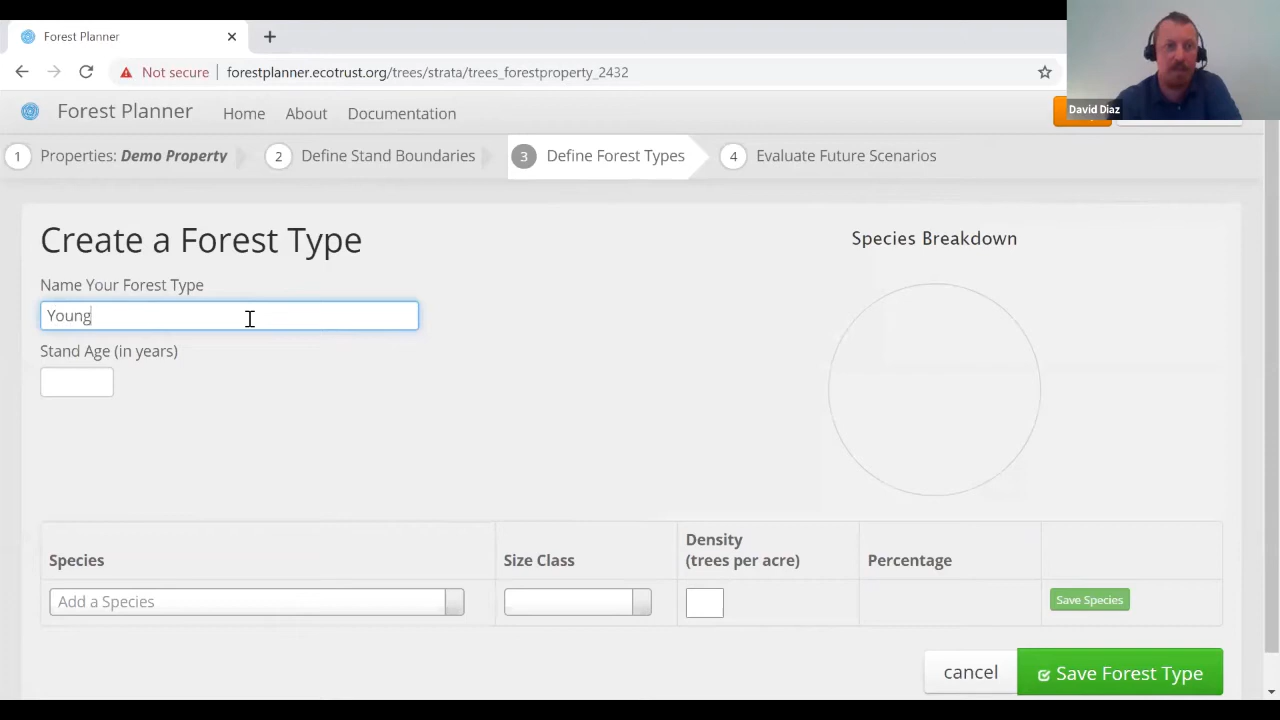 Forest Planner
Not secure forestplanner.ecotrust.org/trees/strata/trees_forestproperty_2432
David Diaz
Forest Planner Home About Documentation
1 Properties: Demo Property 2 Define Stand Boundaries 3 Define Forest Types 4 Evaluate Future Scenarios
Create a Forest Type
Species Breakdown
Name Your Forest Type
Young
Stand Age (in years)
Species Size Class Density (trees per acre) Percentage
Add a Species Save Species
cancel Save Forest Type